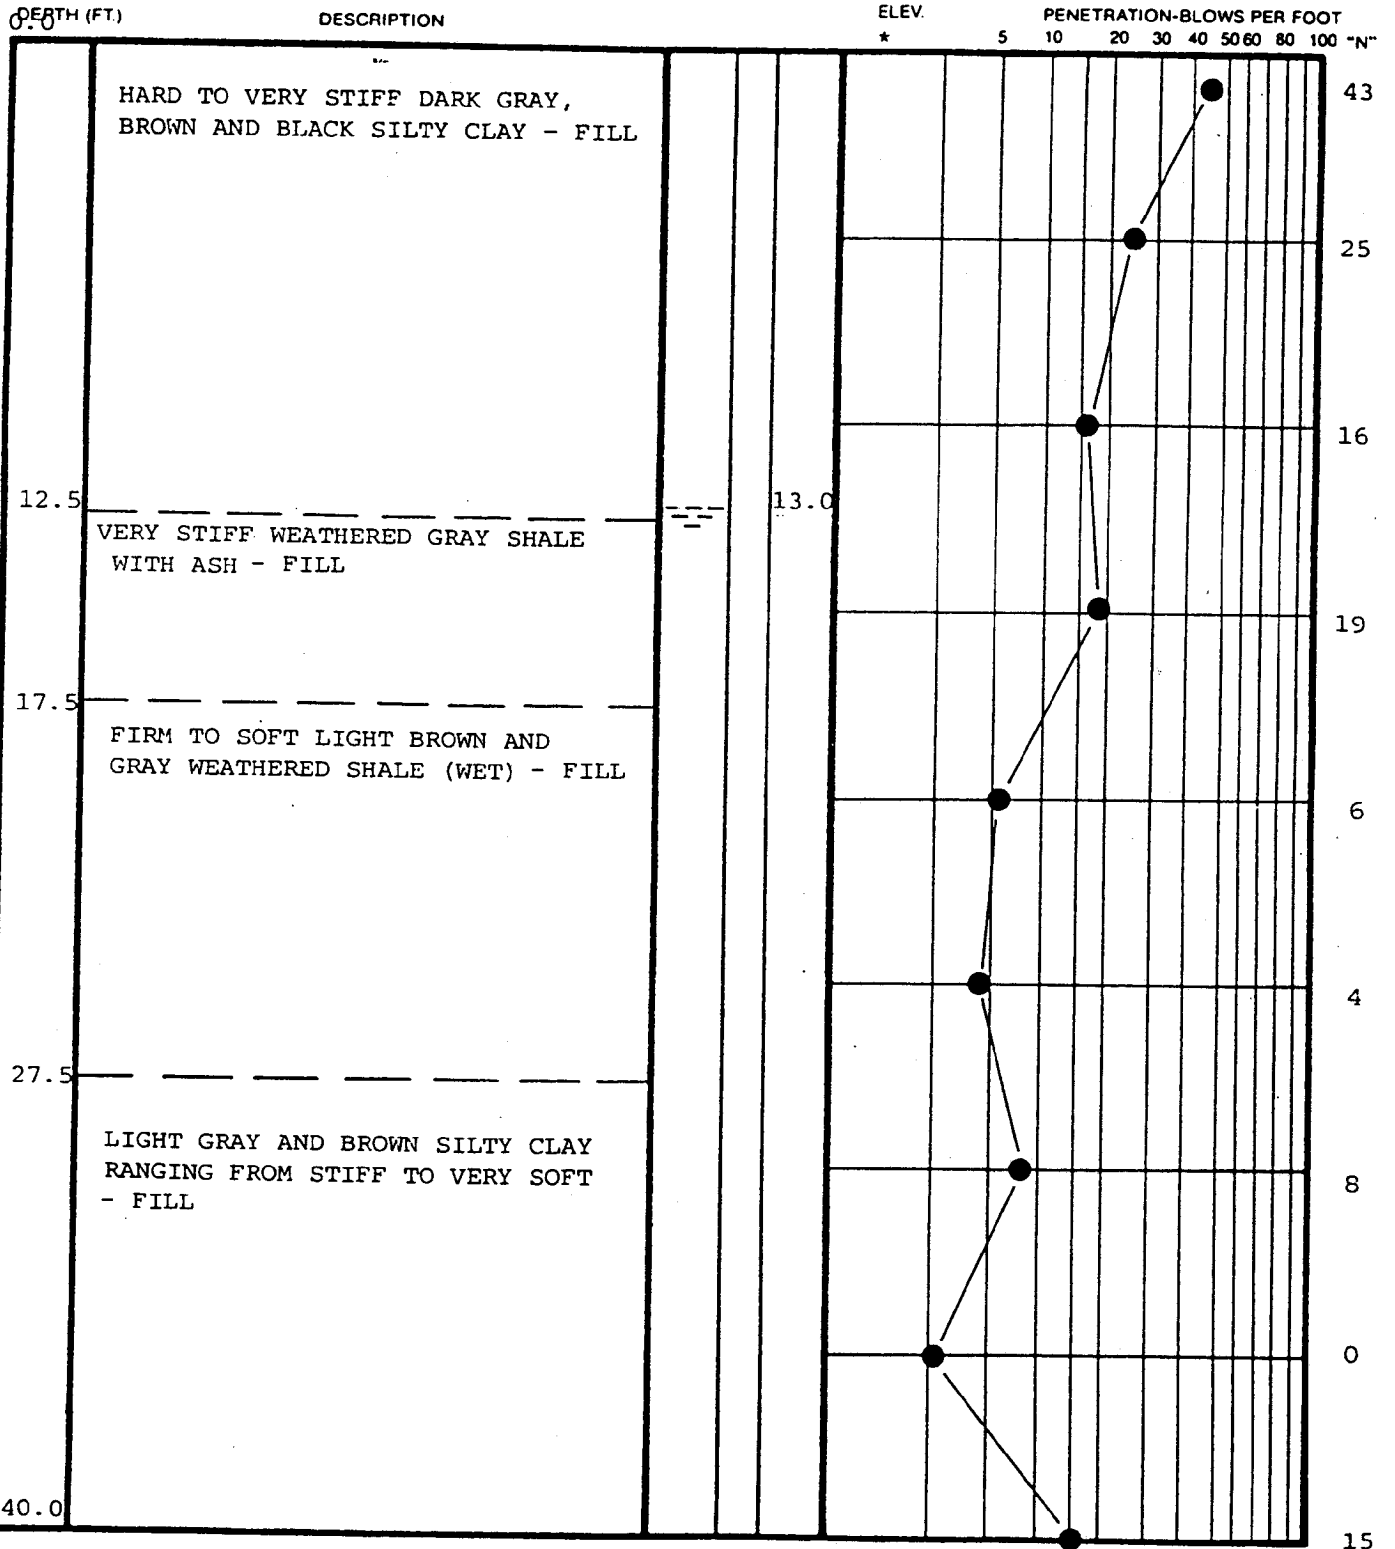 DEPTH (FT.) DESCRIPTION ELEV. PENETRATION-BLOWS PER FOOT
0.0
* 5 10 20 30 40 50 60 80 100 "N"
HARD TO VERY STIFF DARK GRAY,
BROWN AND BLACK SILTY CLAY - FILL
43
25
16
12.5
13.0
VERY STIFF WEATHERED GRAY SHALE
WITH ASH - FILL
19
17.5
FIRM TO SOFT LIGHT BROWN AND
GRAY WEATHERED SHALE (WET) - FILL
6
4
27.5
LIGHT GRAY AND BROWN SILTY CLAY
RANGING FROM STIFF TO VERY SOFT
- FILL
8
0
40.0
15